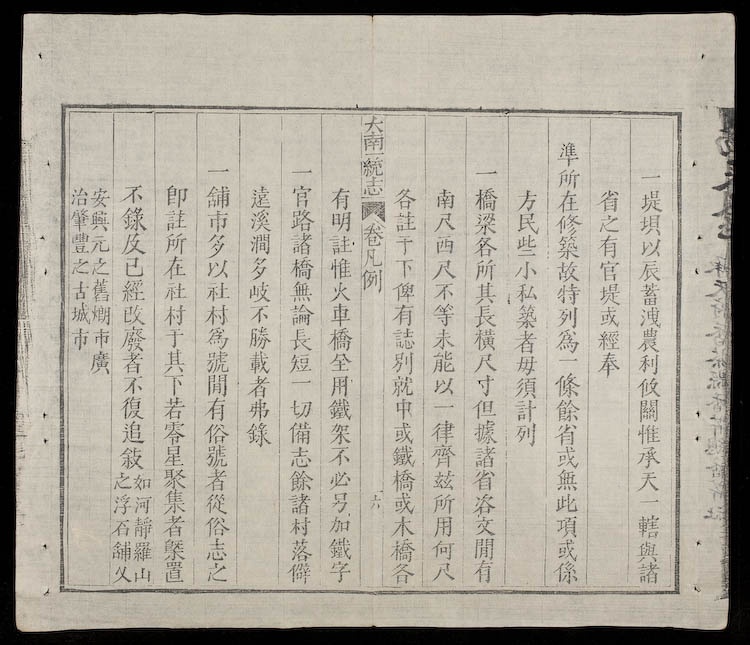 一堤垻以辰蓄洩農利攸關惟承天一轄與諸
省之有官堤或經奉
準所在修築故特列爲一條餘省或無此項或係
方民些小私築者毋須計列
一橋梁各所其長橫尺寸但據諸省咨文間有
南尺西尺不等未能以一律齊玆所用何尺
各註于下俾有誌別就中或鐵橋或木橋各
大南一統志 卷凡例 六
有明註惟火車橋全用鐵架不必另加鐵字
一官路諸橋無論長短一切備志餘諸村落僻
遠溪澗多岐不勝載者弗錄
一舖市多以社村爲號間有俗號者從俗志之
卽註所在社村于其下若零星聚集者槩置
不錄及已經改廢者不復追敍如河靜羅山
之浮石舖乂
安興元之舊𤒹市廣
治肇豐之古城市